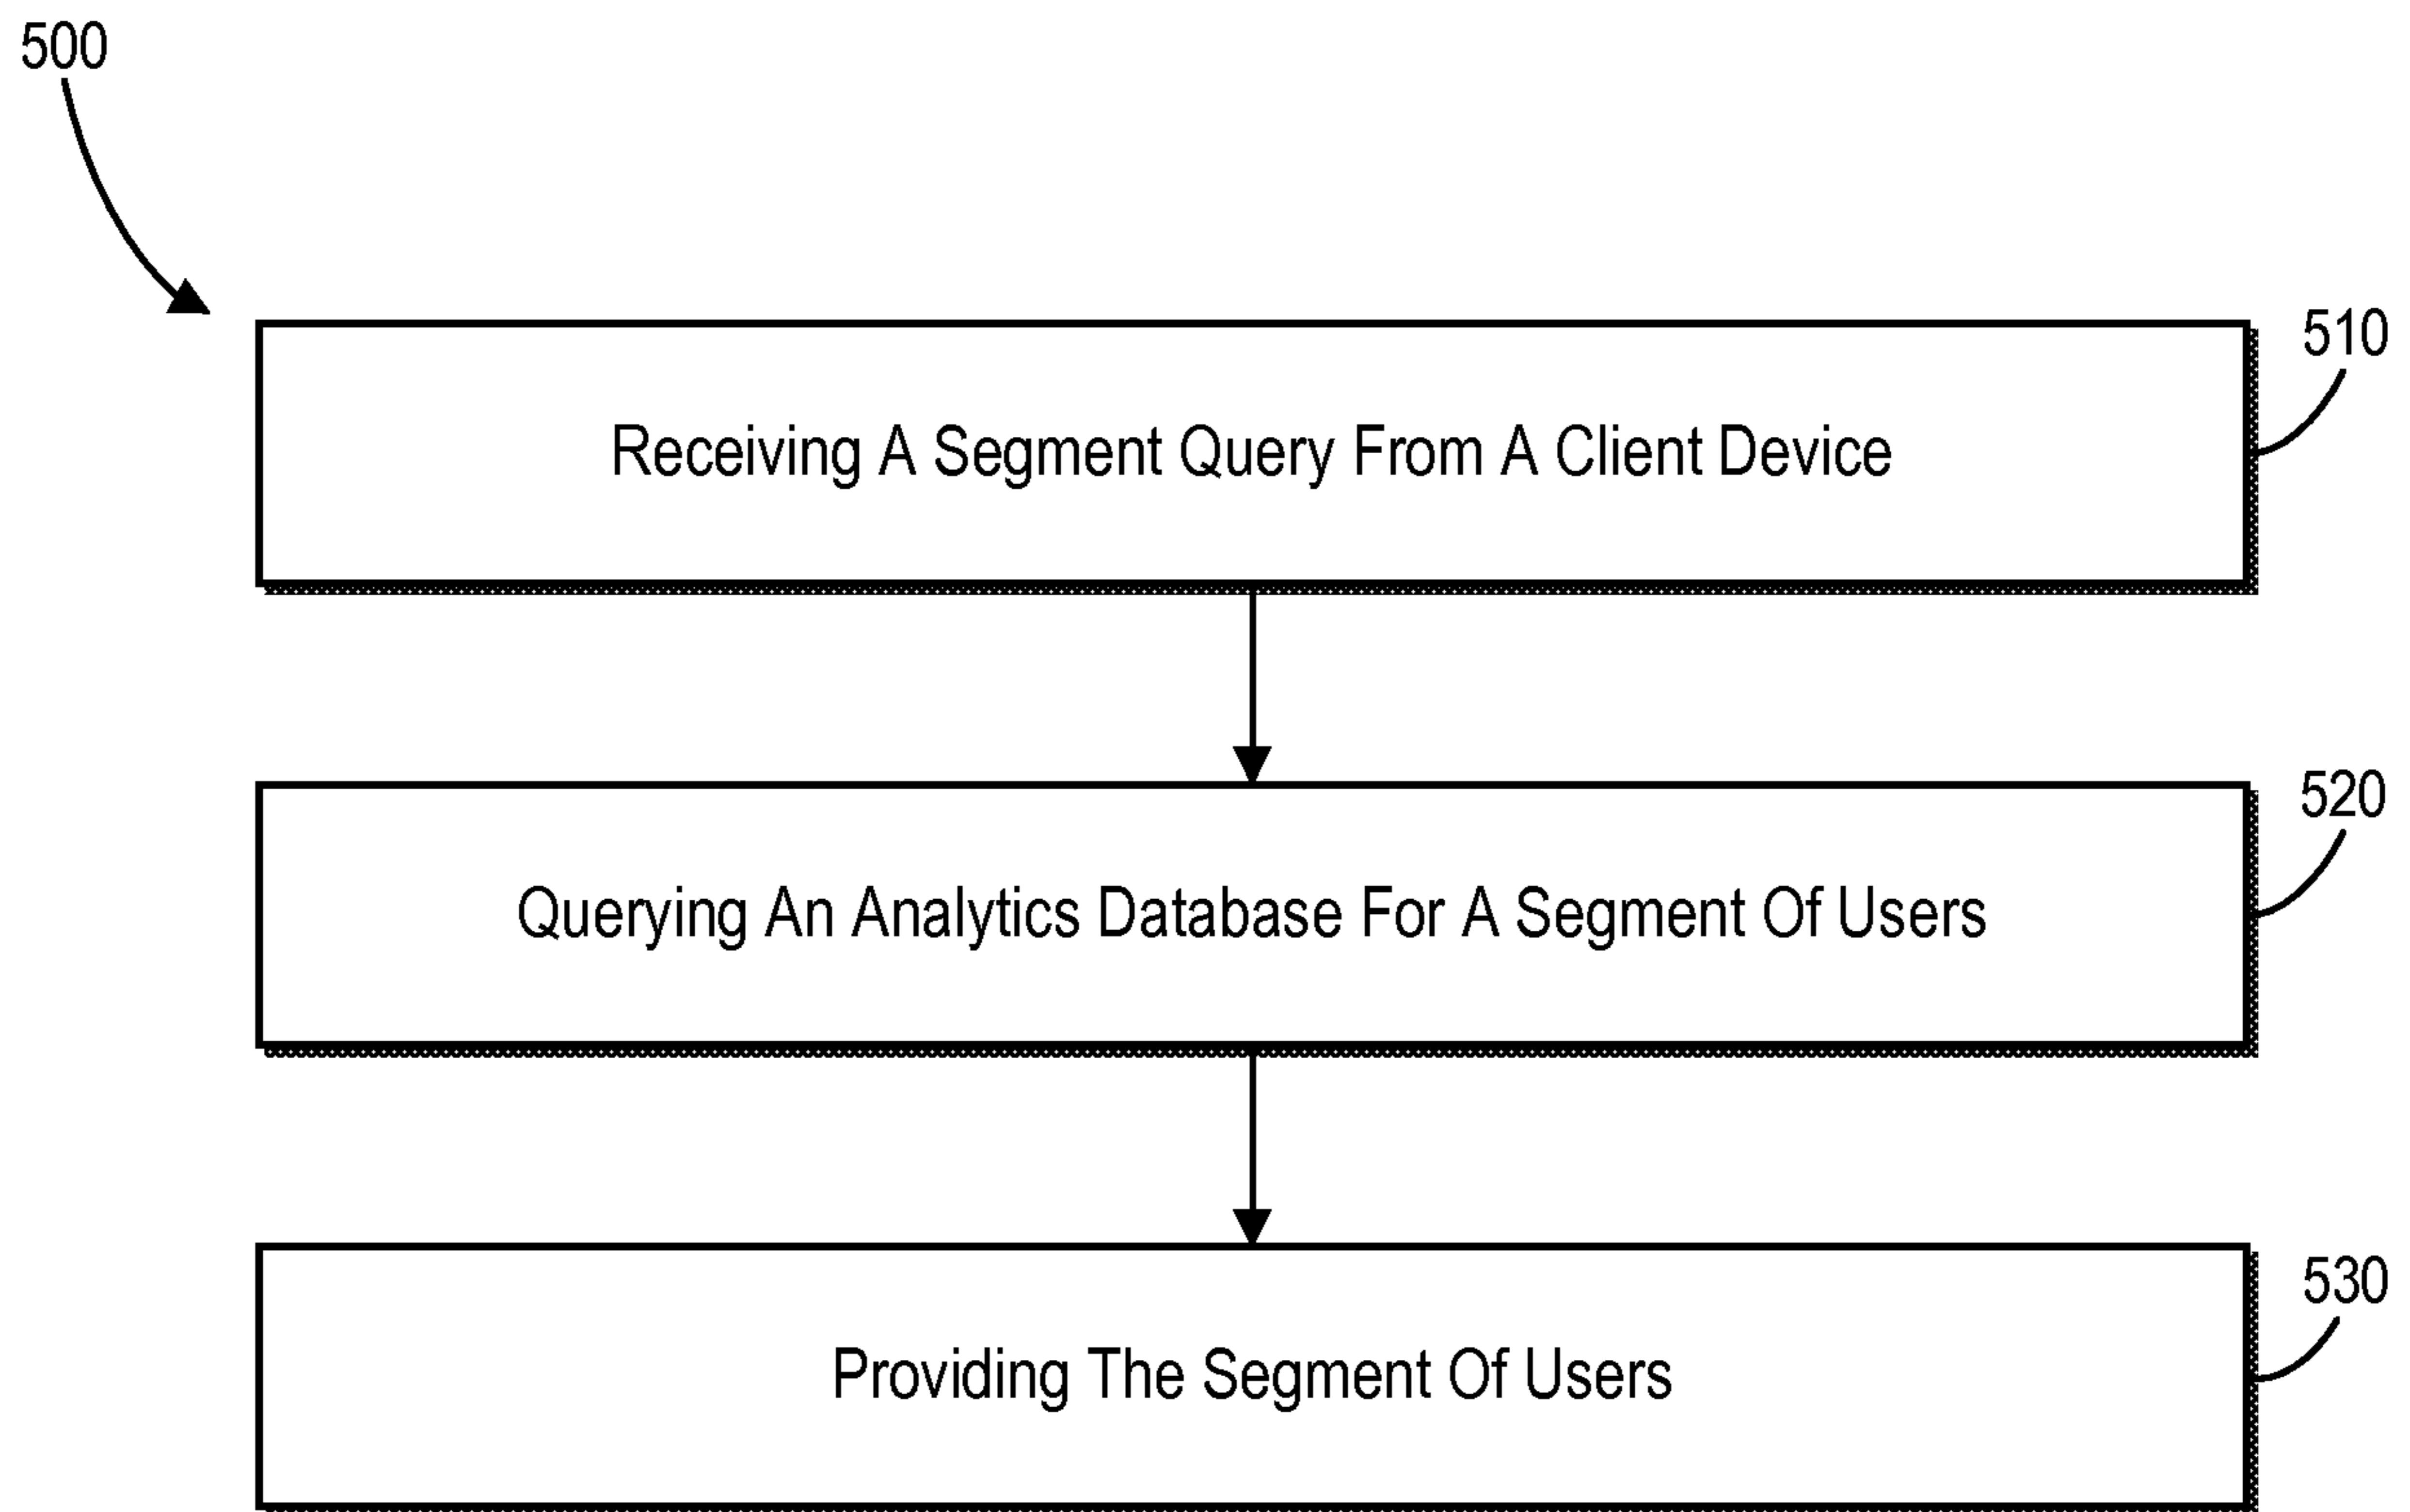 500
510
Receiving A Segment Query From A Client Device
520
Querying An Analytics Database For A Segment Of Users
530
Providing The Segment Of Users